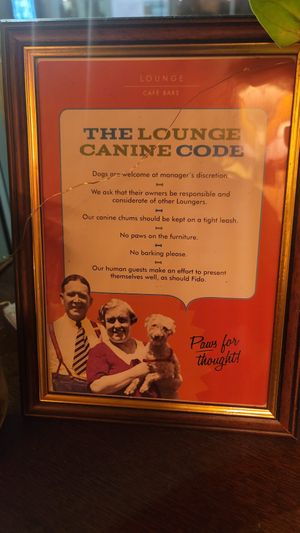 LOUNGE
CAFE BARS
THE LOUNGE
CANINE CODE
Dogs are welcome at manager's discretion.
We ask that their owners be responsible and
considerate of other Loungers.
Our canine chums should be kept on a tight leash.
No paws on the furniture.
No barking please.
Our human guests make an effort to present
themselves well, as should Fido.
Paws for
thought!